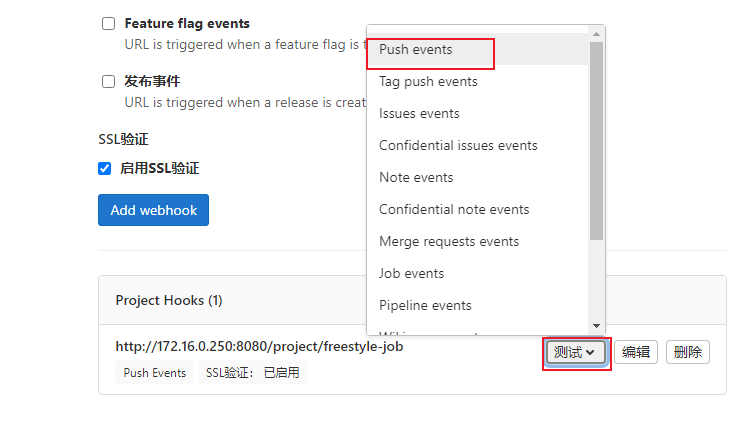 Feature flag events
URL is triggered when a feature flag is
发布事件
URL is triggered when a release is creat
SSL验证
启用SSL验证
Add webhook
Push events
Tag push events
Issues events
Confidential issues events
Note events
Confidential note events
Merge requests events
Job events
Pipeline events
Project Hooks (1)
http://172.16.0.250:8080/project/freestyle-job
测试 编辑 删除
Push Events SSL验证： 已启用